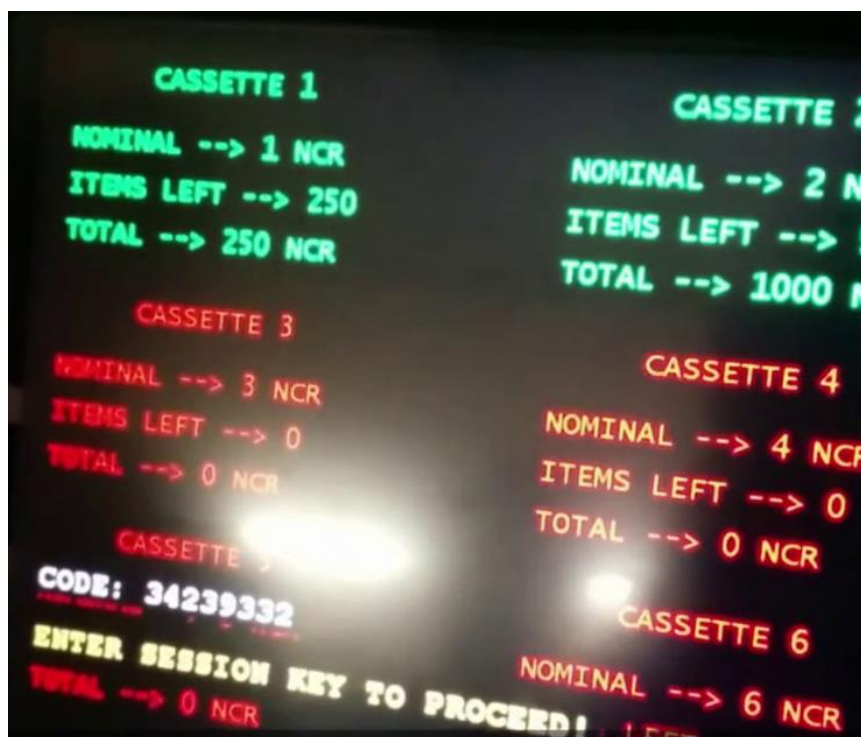 CASSETTE 1
NOMINAL --> 1 NCR
ITEMS LEFT --> 250
TOTAL --> 250 NCR
CASSETTE
NOMINAL --> 2
ITEMS LEFT -->
TOTAL --> 1000
CASSETTE 3
NOMINAL --> 3 NCR
ITEMS LEFT --> 0
TOTAL --> 0 NCR
CASSETTE 4
NOMINAL --> 4 NCR
ITEMS LEFT --> 0
TOTAL --> 0 NCR
CASSETTE
CODE: 34239332
ENTER SESSION KEY TO PROCEED!
TOTAL --> 0 NCR
CASSETTE 6
NOMINAL --> 6 NCR
LEFT